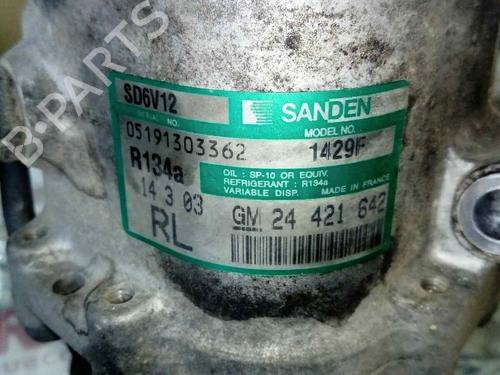 SD6V12
SANDEN
SERIAL NO.
MODEL NO.
05191303362
1429F
R134a
OIL : SP-10 OR EQUIV.
REFRIGERANT : R134a
VARIABLE DISP. MADE IN FRANCE
14 3 03
RL
GM 24 421 642
B-PARTS